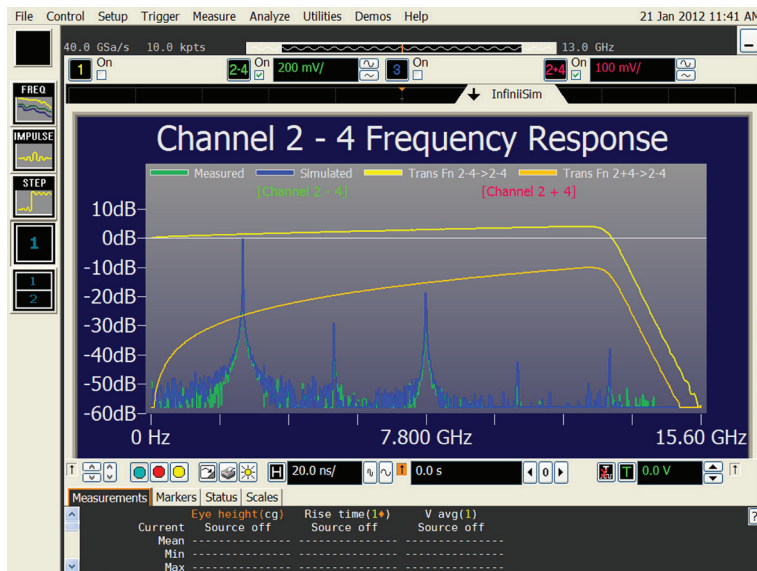 File Control Setup Trigger Measure Analyze Utilities Demos Help 21 Jan 2012 11:41 AM
40.0 GSa/s 10.0 kpts 13.0 GHz
1 On 2-4 On 200 mV/ 3 On 2+4 On 100 mV/
InfiniiSim
FREQ
IMPULSE
STEP
1
1
2
Channel 2 - 4 Frequency Response
Measured Simulated Trans Fn 2-4->2-4 Trans Fn 2+4->2-4
[Channel 2 - 4] [Channel 2 + 4]
10dB
0dB
-10dB
-20dB
-30dB
-40dB
-50dB
-60dB
0 Hz 7.800 GHz 15.60 GHz
H 20.0 ns/ 0.0 s 0 T 0.0 V
Measurements Markers Status Scales
Eye height(cg) Rise time(1♦) V avg(1)
Current Source off Source off Source off
Mean -------------- -------------- --------------
Min -------------- -------------- --------------
Max -------------- -------------- --------------
?